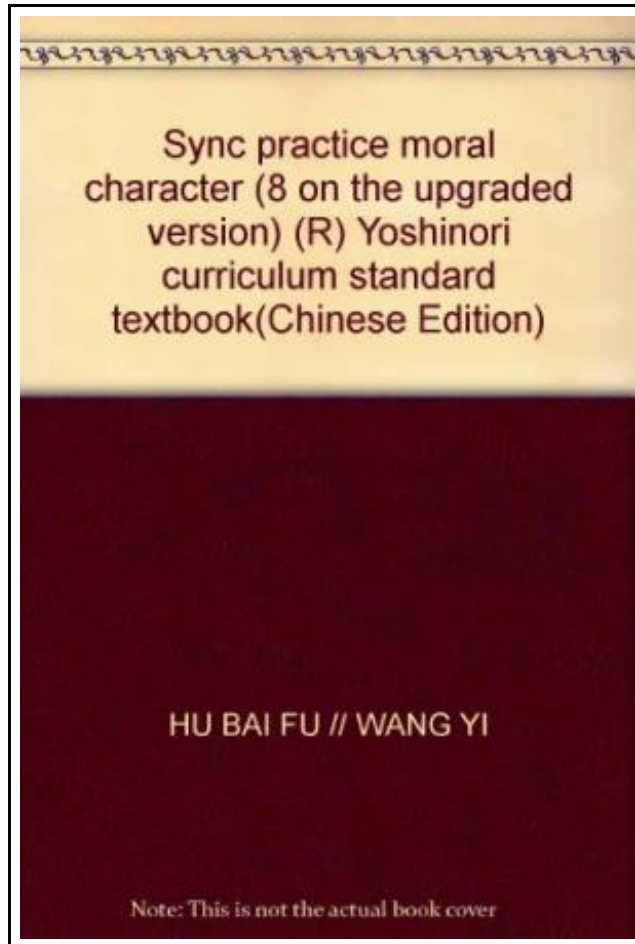 Sync practice moral
character (8 on the upgraded
version) (R) Yoshinori
curriculum standard
textbook(Chinese Edition)
HU BAI FU // WANG YI
Note: This is not the actual book cover